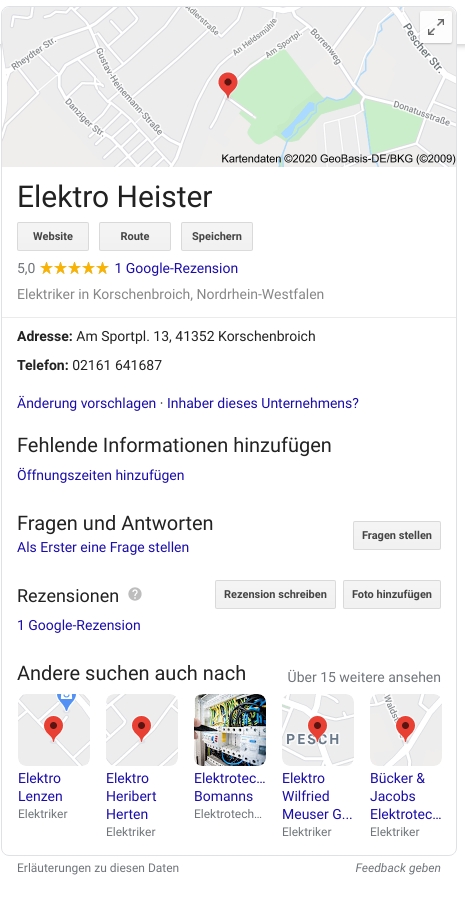 Adlerstraße
Rheydter Str.
Gustav-Heinemann-Straße
Danziger Str.
An Heldsmühle
Am Sportpl.
Borrenweg
Pescher Str.
Donatusstraße
Kartendaten ©2020 GeoBasis-DE/BKG (©2009)
Elektro Heister
Website Route Speichern
5,0 1 Google-Rezension
Elektriker in Korschenbroich, Nordrhein-Westfalen
Adresse: Am Sportpl. 13, 41352 Korschenbroich
Telefon: 02161 641687
Änderung vorschlagen · Inhaber dieses Unternehmens?
Fehlende Informationen hinzufügen
Öffnungszeiten hinzufügen
Fragen und Antworten
Fragen stellen
Als Erster eine Frage stellen
Rezensionen ? Rezension schreiben Foto hinzufügen
1 Google-Rezension
Andere suchen auch nach Über 15 weitere ansehen
PESCH
Elektro
Lenzen
Elektriker
Elektro
Heribert
Herten
Elektriker
Elektrotec...
Bomanns
Elektrotech...
Elektro
Wilfried
Meuser G...
Elektriker
Bücker &
Jacobs
Elektrotec...
Elektriker
Erläuterungen zu diesen Daten Feedback geben